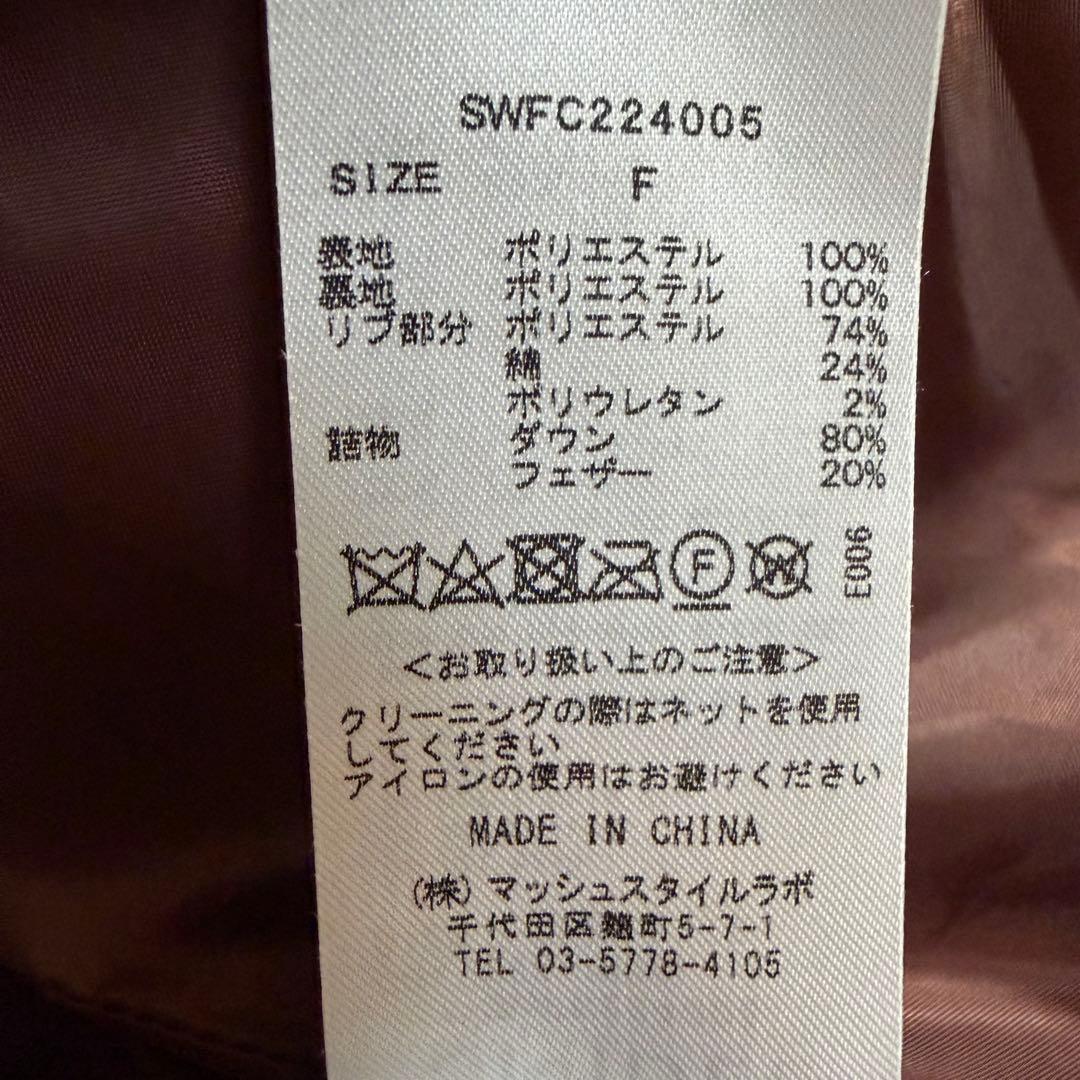 SWFC224005
SIZE F
表地 ポリエステル 100%
裏地 ポリエステル 100%
リブ部分 ポリエステル 74%
綿 24%
ポリウレタン 2%
詰物 ダウン 80%
フェザー 20%
F W E006
<お取り扱い上のご注意>
クリーニングの際はネットを使用
してください
アイロンの使用はお避けください
MADE IN CHINA
(株)マッシュスタイルラボ
千代田区麹町5-7-1
TEL 03-5778-4105